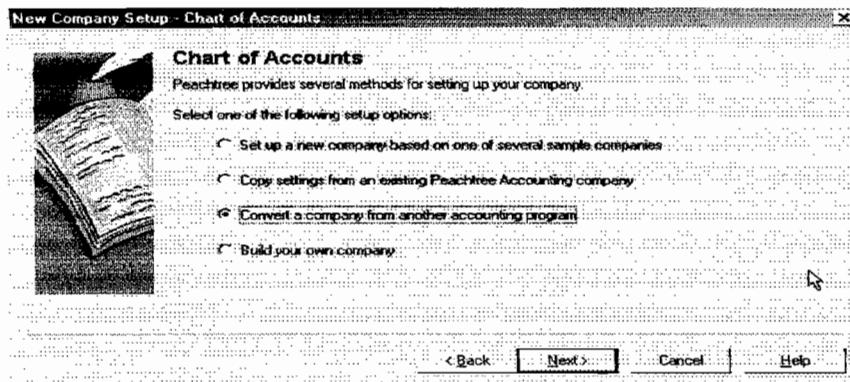 New Company Setup - Chart of Accounts
Chart of Accounts
Peachtree provides several methods for setting up your company.
Select one of the following setup options:
Set up a new company based on one of several sample companies
Copy settings from an existing Peachtree Accounting company
Convert a company from another accounting program
Build your own company
< Back Next > Cancel Help